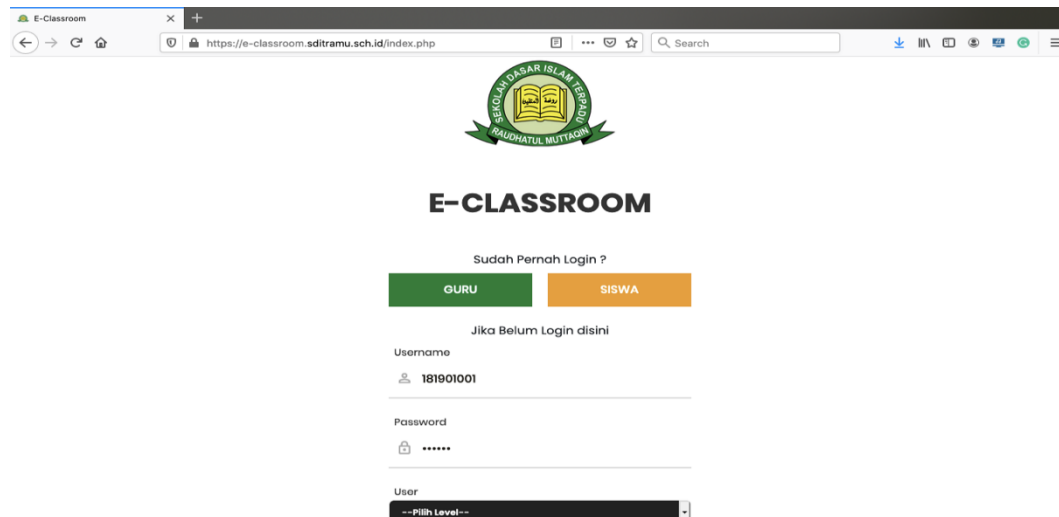 E-Classroom
https://e-classroom.sditramu.sch.id/index.php
Search
SEKOLAH DASAR ISLAM TERPADU
RAUDHATUL MUTTAQIN
E-CLASSROOM
Sudah Pernah Login ?
GURU
SISWA
Jika Belum Login disini
Username
181901001
Password
••••••
User
--Pilih Level--